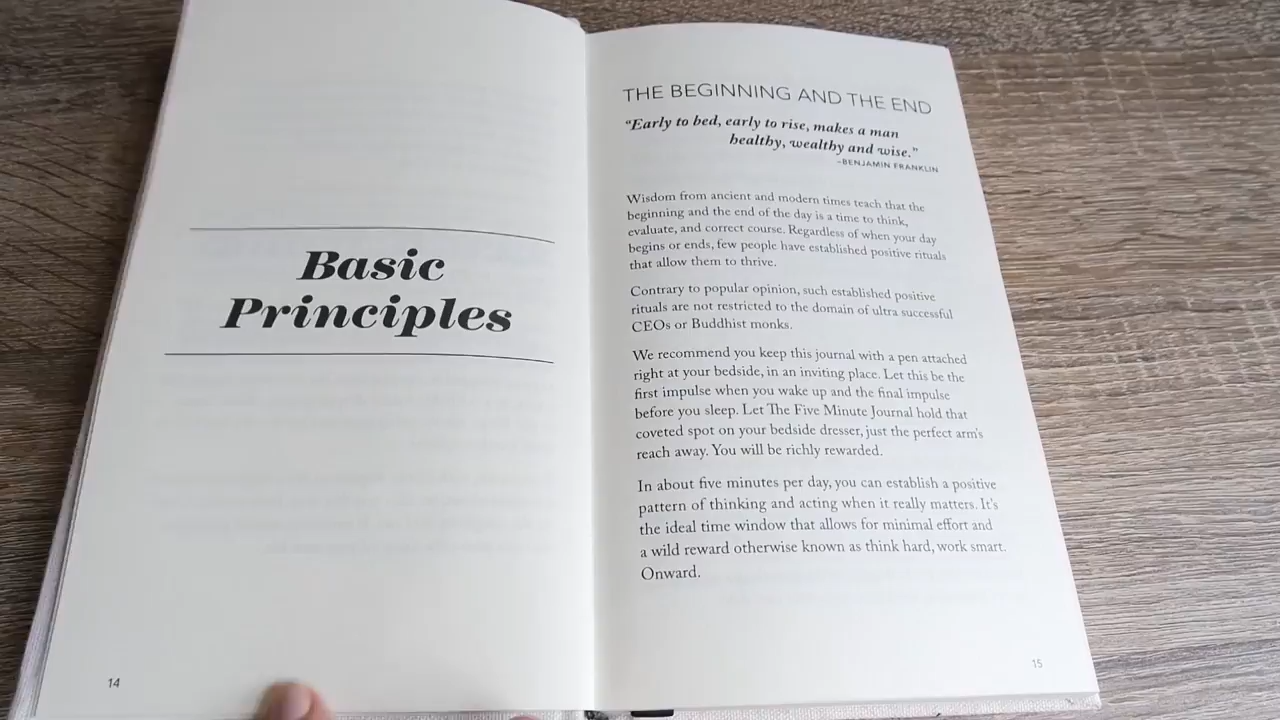 Basic
Principles
14
THE BEGINNING AND THE END
“Early to bed, early to rise, makes a man
healthy, wealthy and wise.”
–BENJAMIN FRANKLIN
Wisdom from ancient and modern times teach that the
beginning and the end of the day is a time to think,
evaluate, and correct course. Regardless of when your day
begins or ends, few people have established positive rituals
that allow them to thrive.
Contrary to popular opinion, such established positive
rituals are not restricted to the domain of ultra successful
CEOs or Buddhist monks.
We recommend you keep this journal with a pen attached
right at your bedside, in an inviting place. Let this be the
first impulse when you wake up and the final impulse
before you sleep. Let The Five Minute Journal hold that
coveted spot on your bedside dresser, just the perfect arm's
reach away. You will be richly rewarded.
In about five minutes per day, you can establish a positive
pattern of thinking and acting when it really matters. It's
the ideal time window that allows for minimal effort and
a wild reward otherwise known as think hard, work smart.
Onward.
15